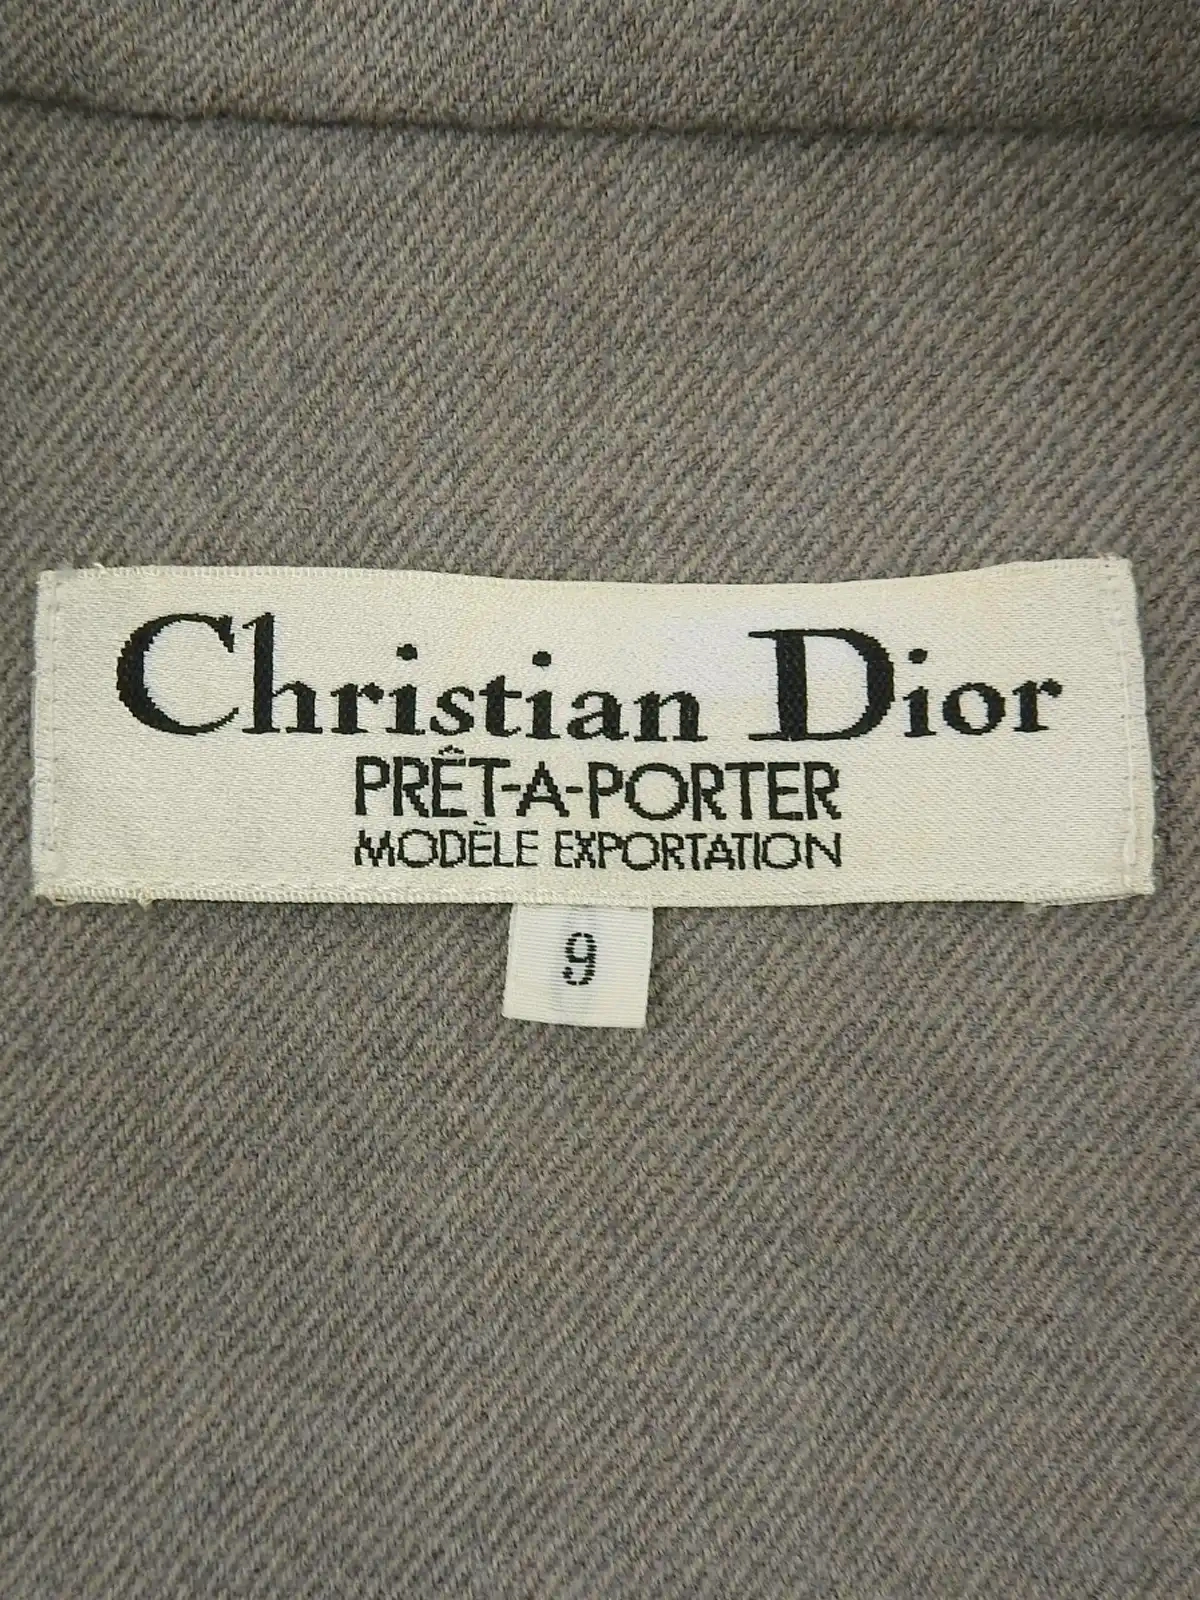 Christian Dior
PRÊT-A-PORTER
MODÈLE EXPORTATION
9